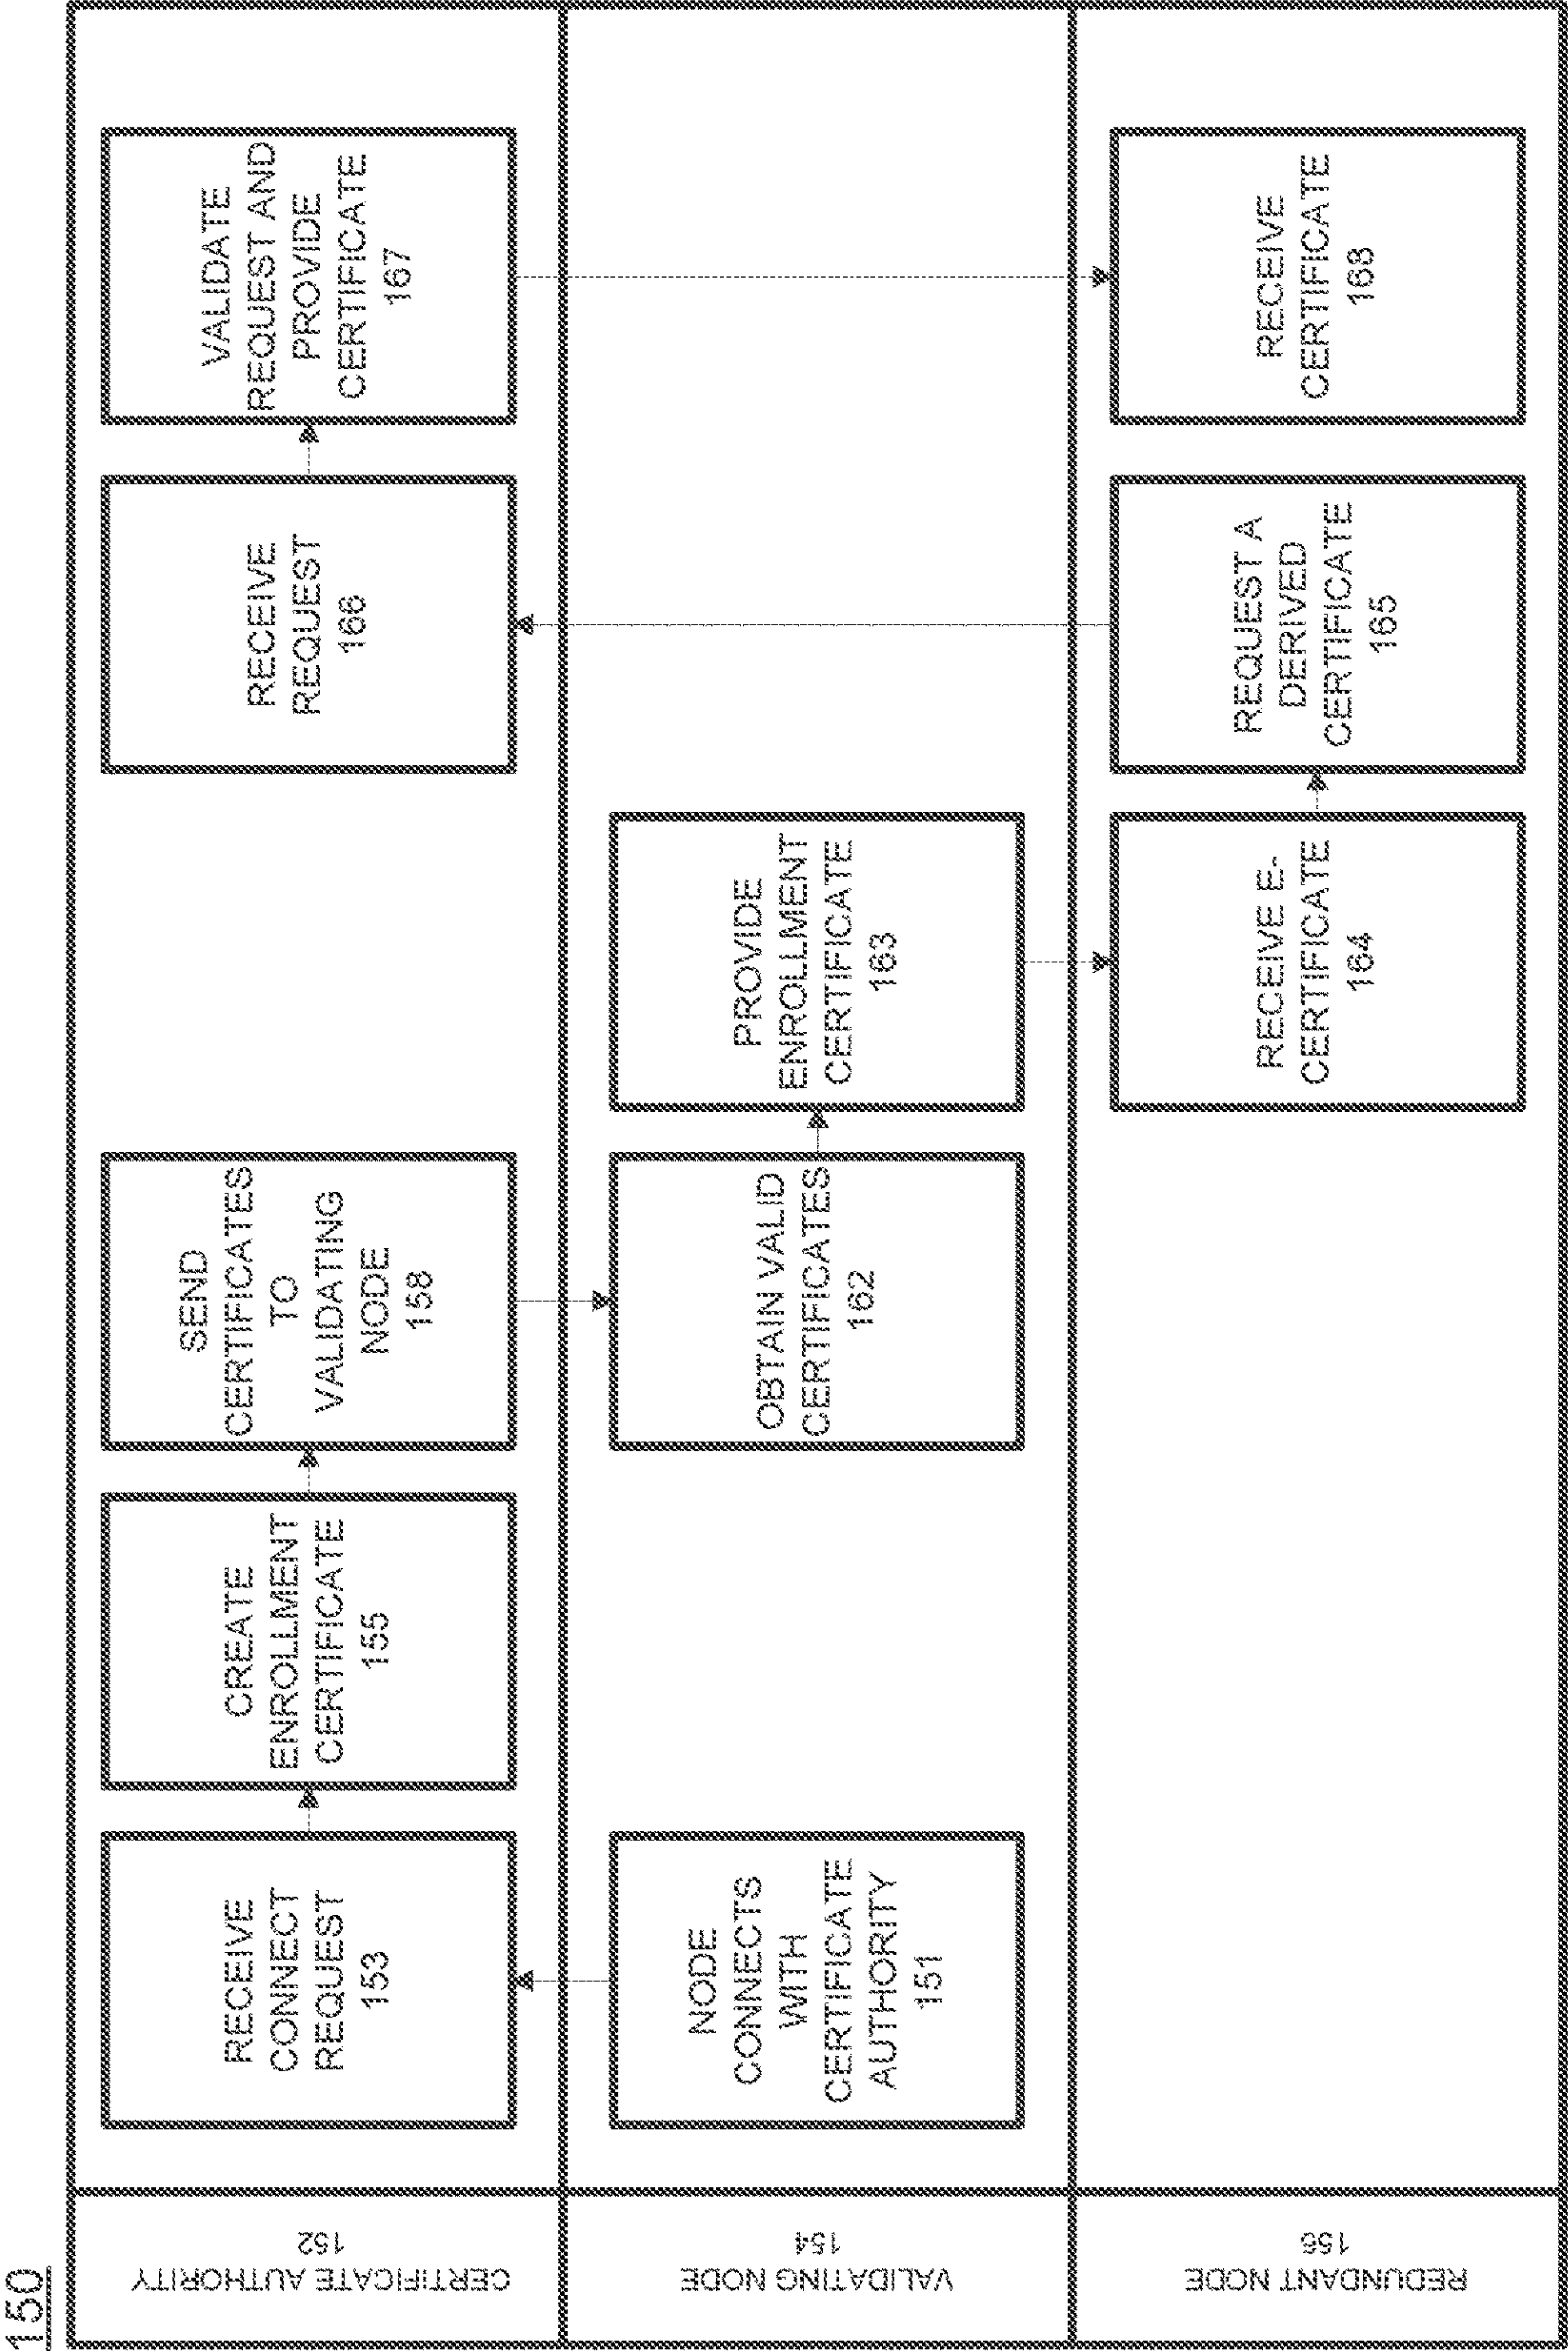 150
CERTIFICATE AUTHORITY
152
RECEIVE
CONNECT
REQUEST
153
CREATE
ENROLLMENT
CERTIFICATE
155
SEND
CERTIFICATES
TO
VALIDATING
NODE
158
RECEIVE
REQUEST
166
VALIDATE
REQUEST AND
PROVIDE
CERTIFICATE
167
VALIDATING NODE
154
NODE
CONNECTS
WITH
CERTIFICATE
AUTHORITY
151
OBTAIN VALID
CERTIFICATES
162
PROVIDE
ENROLLMENT
CERTIFICATE
163
REDUNDANT NODE
156
RECEIVE E-
CERTIFICATE
164
REQUEST A
DERIVED
CERTIFICATE
165
RECEIVE
CERTIFICATE
168